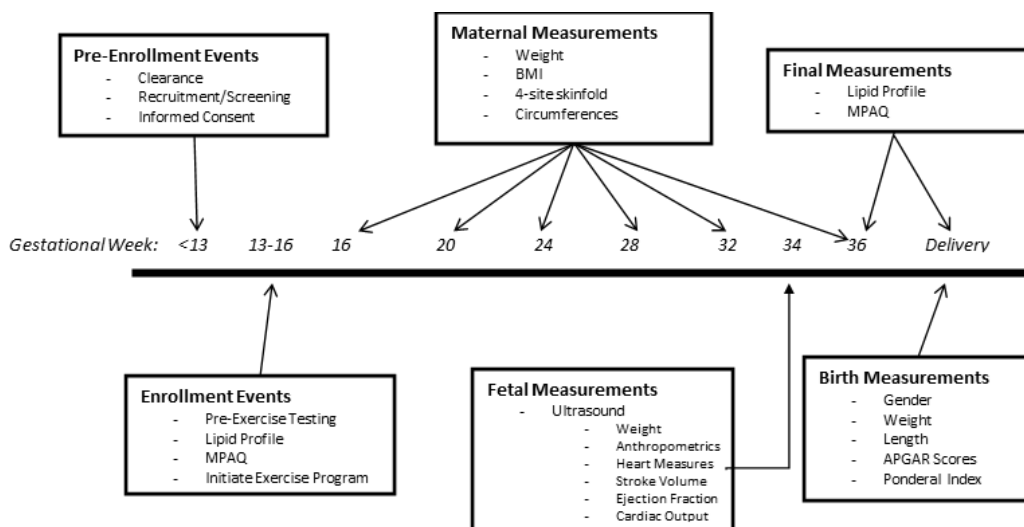 Pre-Enrollment Events
- Clearance
- Recruitment/Screening
- Informed Consent
Maternal Measurements
- Weight
- BMI
- 4-site skinfold
- Circumferences
Final Measurements
- Lipid Profile
- MPAQ
Gestational Week: <13 13-16 16 20 24 28 32 34 36 Delivery
Enrollment Events
- Pre-Exercise Testing
- Lipid Profile
- MPAQ
- Initiate Exercise Program
Fetal Measurements
- Ultrasound
- Weight
- Anthropometrics
- Heart Measures
- Stroke Volume
- Ejection Fraction
- Cardiac Output
Birth Measurements
- Gender
- Weight
- Length
- APGAR Scores
- Ponderal Index